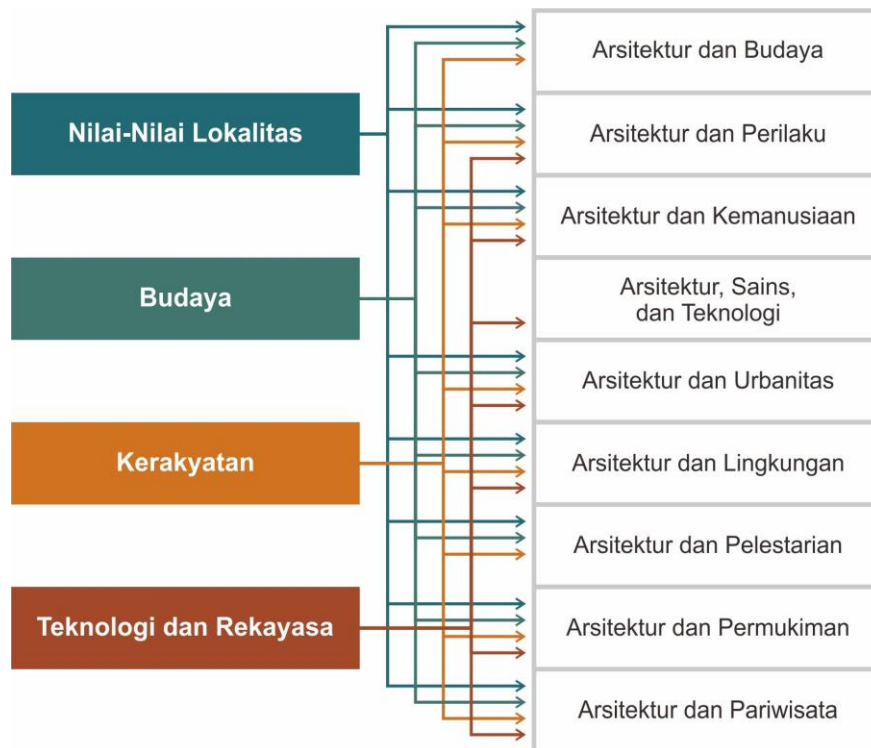 Nilai-Nilai Lokalitas
Budaya
Kerakyatan
Teknologi dan Rekayasa
Arsitektur dan Budaya
Arsitektur dan Perilaku
Arsitektur dan Kemanusiaan
Arsitektur, Sains,
dan Teknologi
Arsitektur dan Urbanitas
Arsitektur dan Lingkungan
Arsitektur dan Pelestarian
Arsitektur dan Permukiman
Arsitektur dan Pariwisata